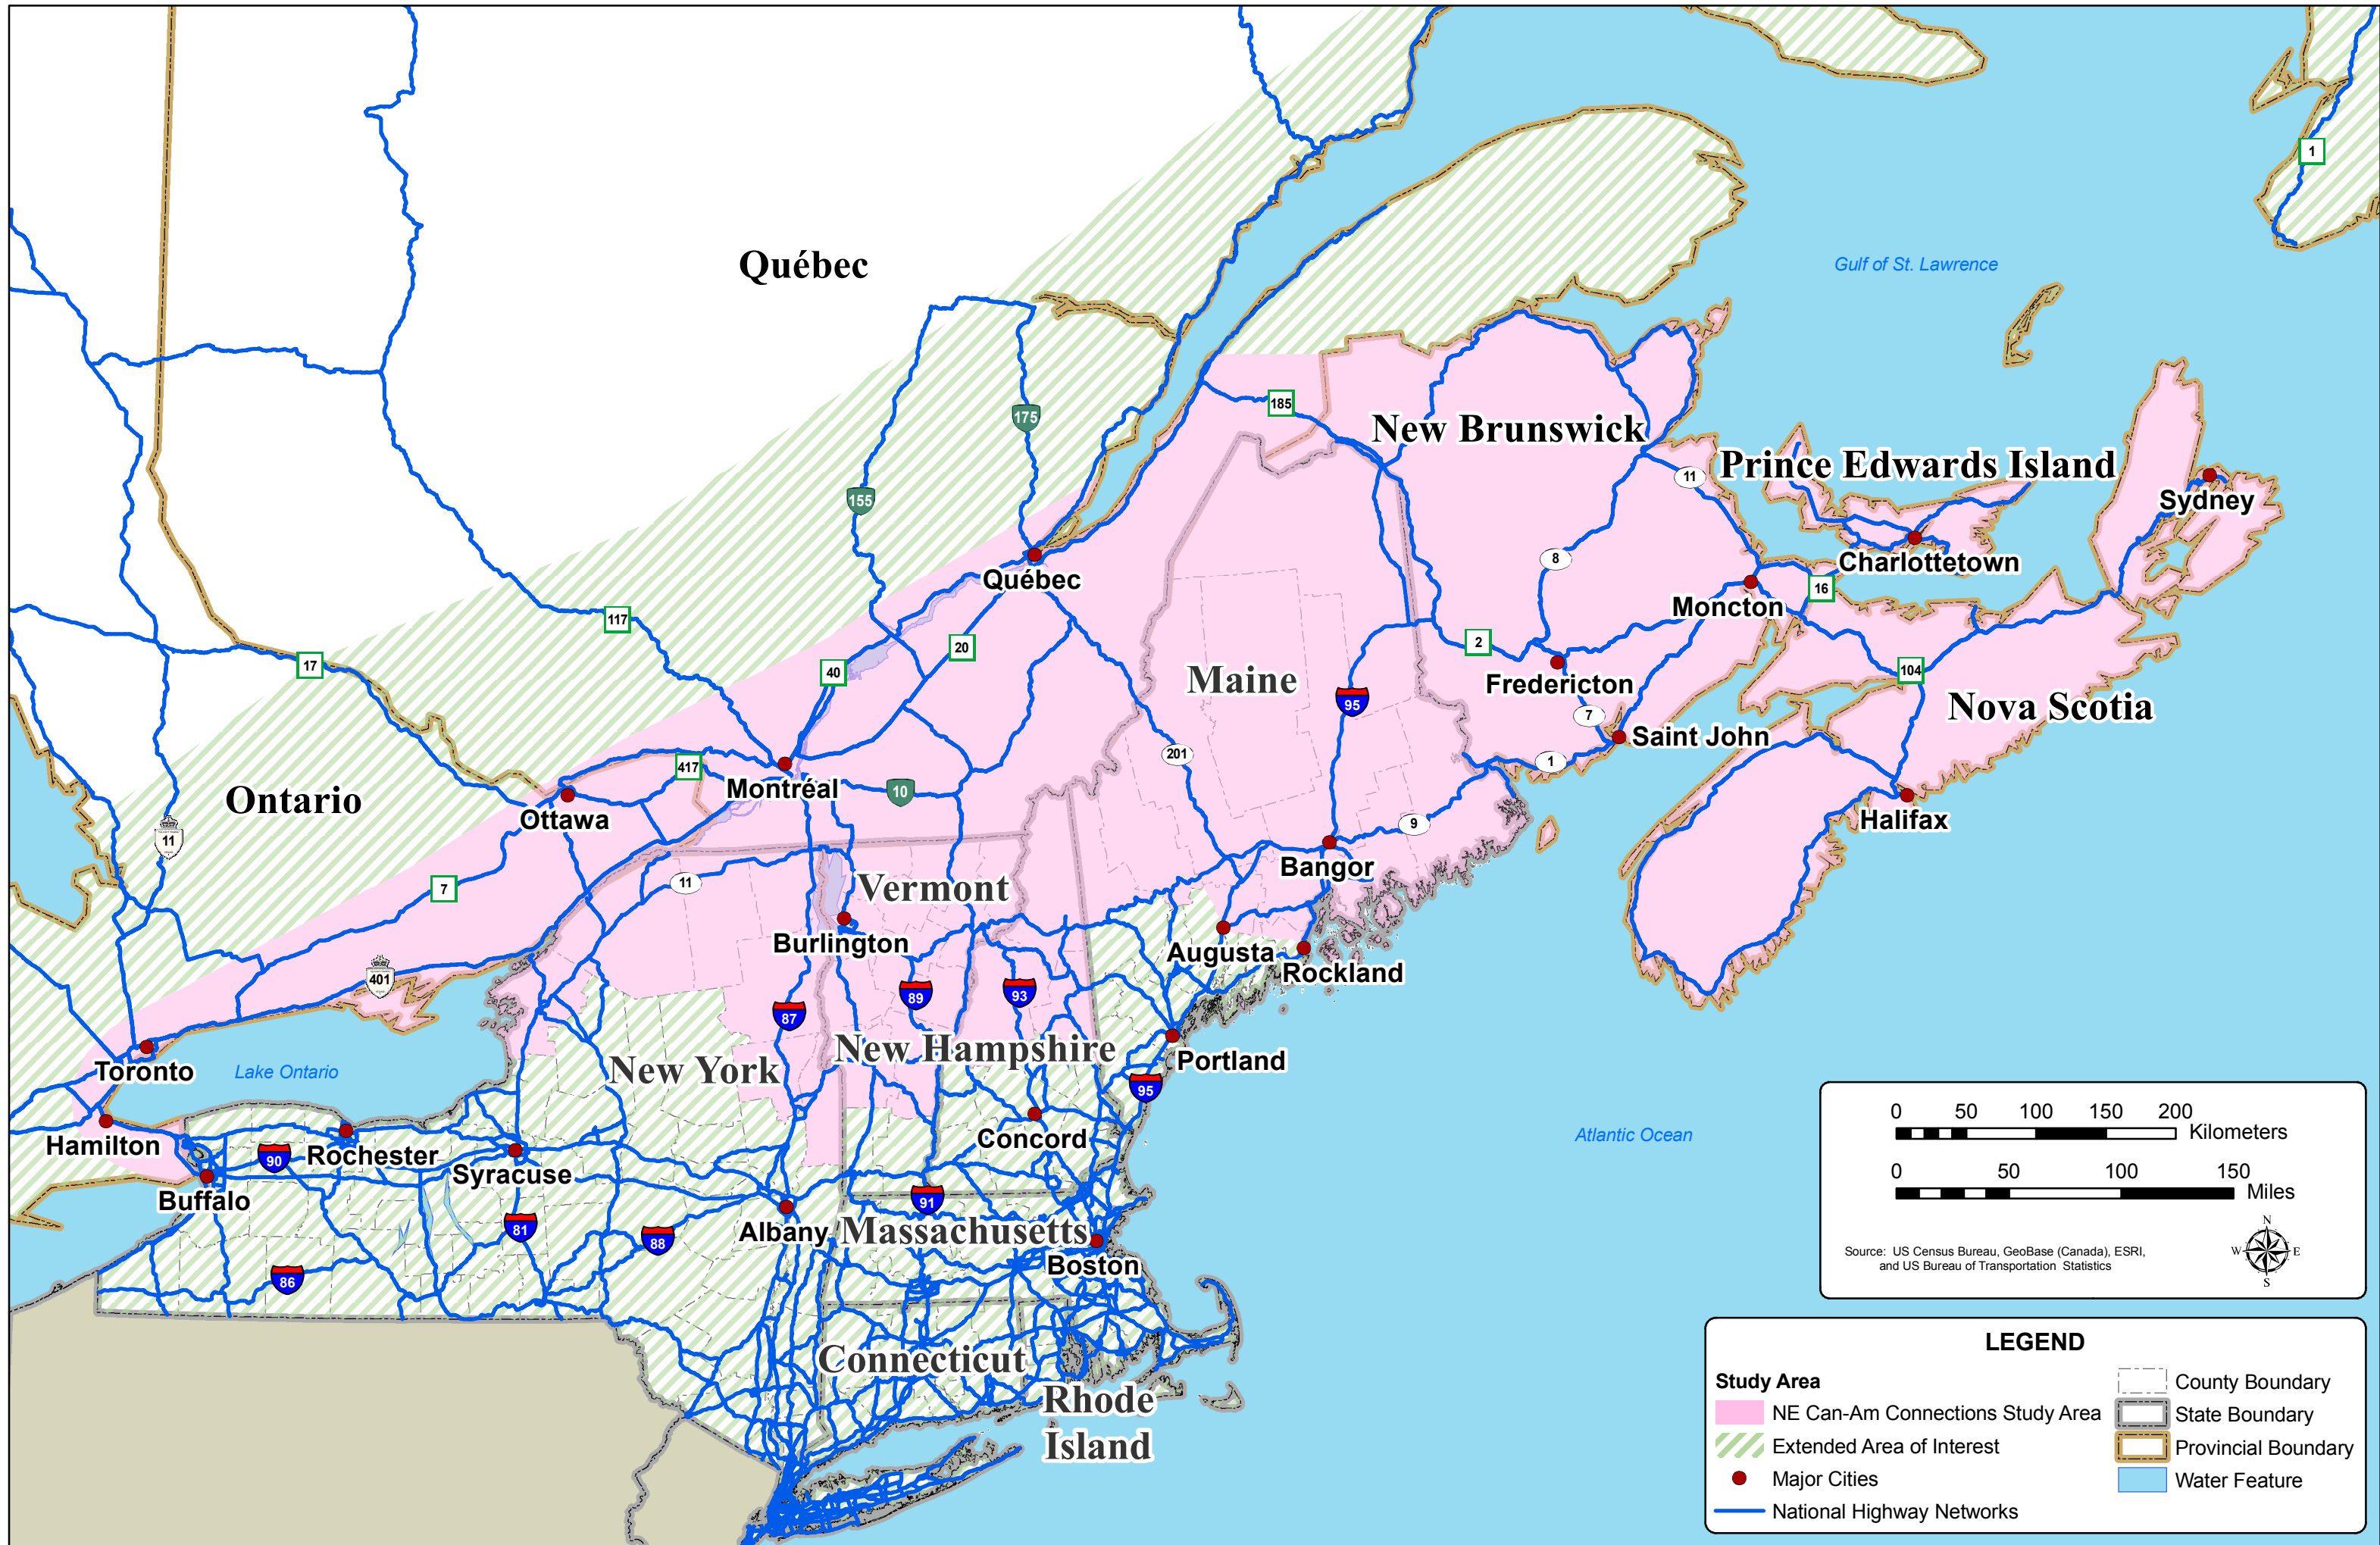 1
Québec
Gulf of St. Lawrence
175
185
New Brunswick
Prince Edwards Island
11
155
Sydney
8
Charlottetown
Québec
16
Moncton
117
2
20
17
40
104
Maine
Fredericton
95
Nova Scotia
7
Saint John
201
1
417
Montréal
10
Ontario
Ottawa
Halifax
9
11
Bangor
11
7
Vermont
Burlington
Augusta
Rockland
401
89
93
87
New Hampshire
Portland
Toronto
Lake Ontario
New York
95
Concord
Atlantic Ocean
Hamilton
90
Rochester
Syracuse
Buffalo
91
81
88
Albany
Massachusetts
Boston
86
Connecticut
Rhode
Island
0 50 100 150 200
Kilometers
0 50 100 150
Miles
Source: US Census Bureau, GeoBase (Canada), ESRI,
and US Bureau of Transportation Statistics
N
W E
S
LEGEND
Study Area
NE Can-Am Connections Study Area
Extended Area of Interest
Major Cities
National Highway Networks
County Boundary
State Boundary
Provincial Boundary
Water Feature